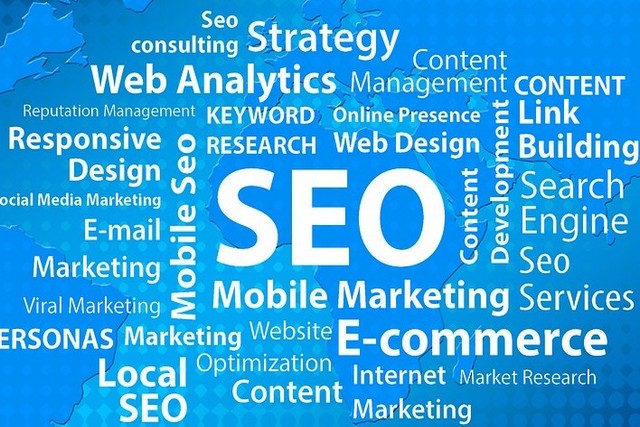 Seo
consulting
Strategy
Content
Management
Web Analytics
CONTENT
Reputation Management
KEYWORD
RESEARCH
Online Presence
Web Design
Link
Building
Responsive
Design
ocial Media Marketing
Mobile Seo
SEO
Content
Development
Search
Engine
Seo
Services
E-mail
Marketing
Viral Marketing
Mobile Marketing
ERSONAS
Marketing
Website
Optimization
E-commerce
Local
SEO
Content
Internet
Marketing
Market Research